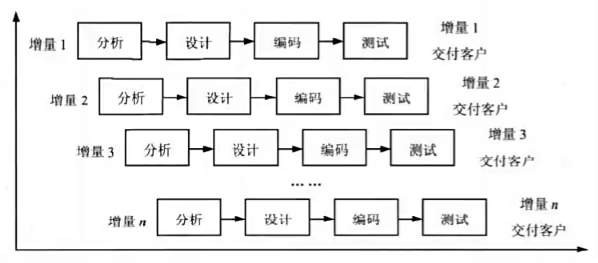 增量 1 分析 设计 编码 测试 增量 1
交付客户
增量 2 分析 设计 编码 测试 增量 2
交付客户
增量 3 分析 设计 编码 测试 增量 3
交付客户
…… 
增量 n 分析 设计 编码 测试 增量 n
交付客户